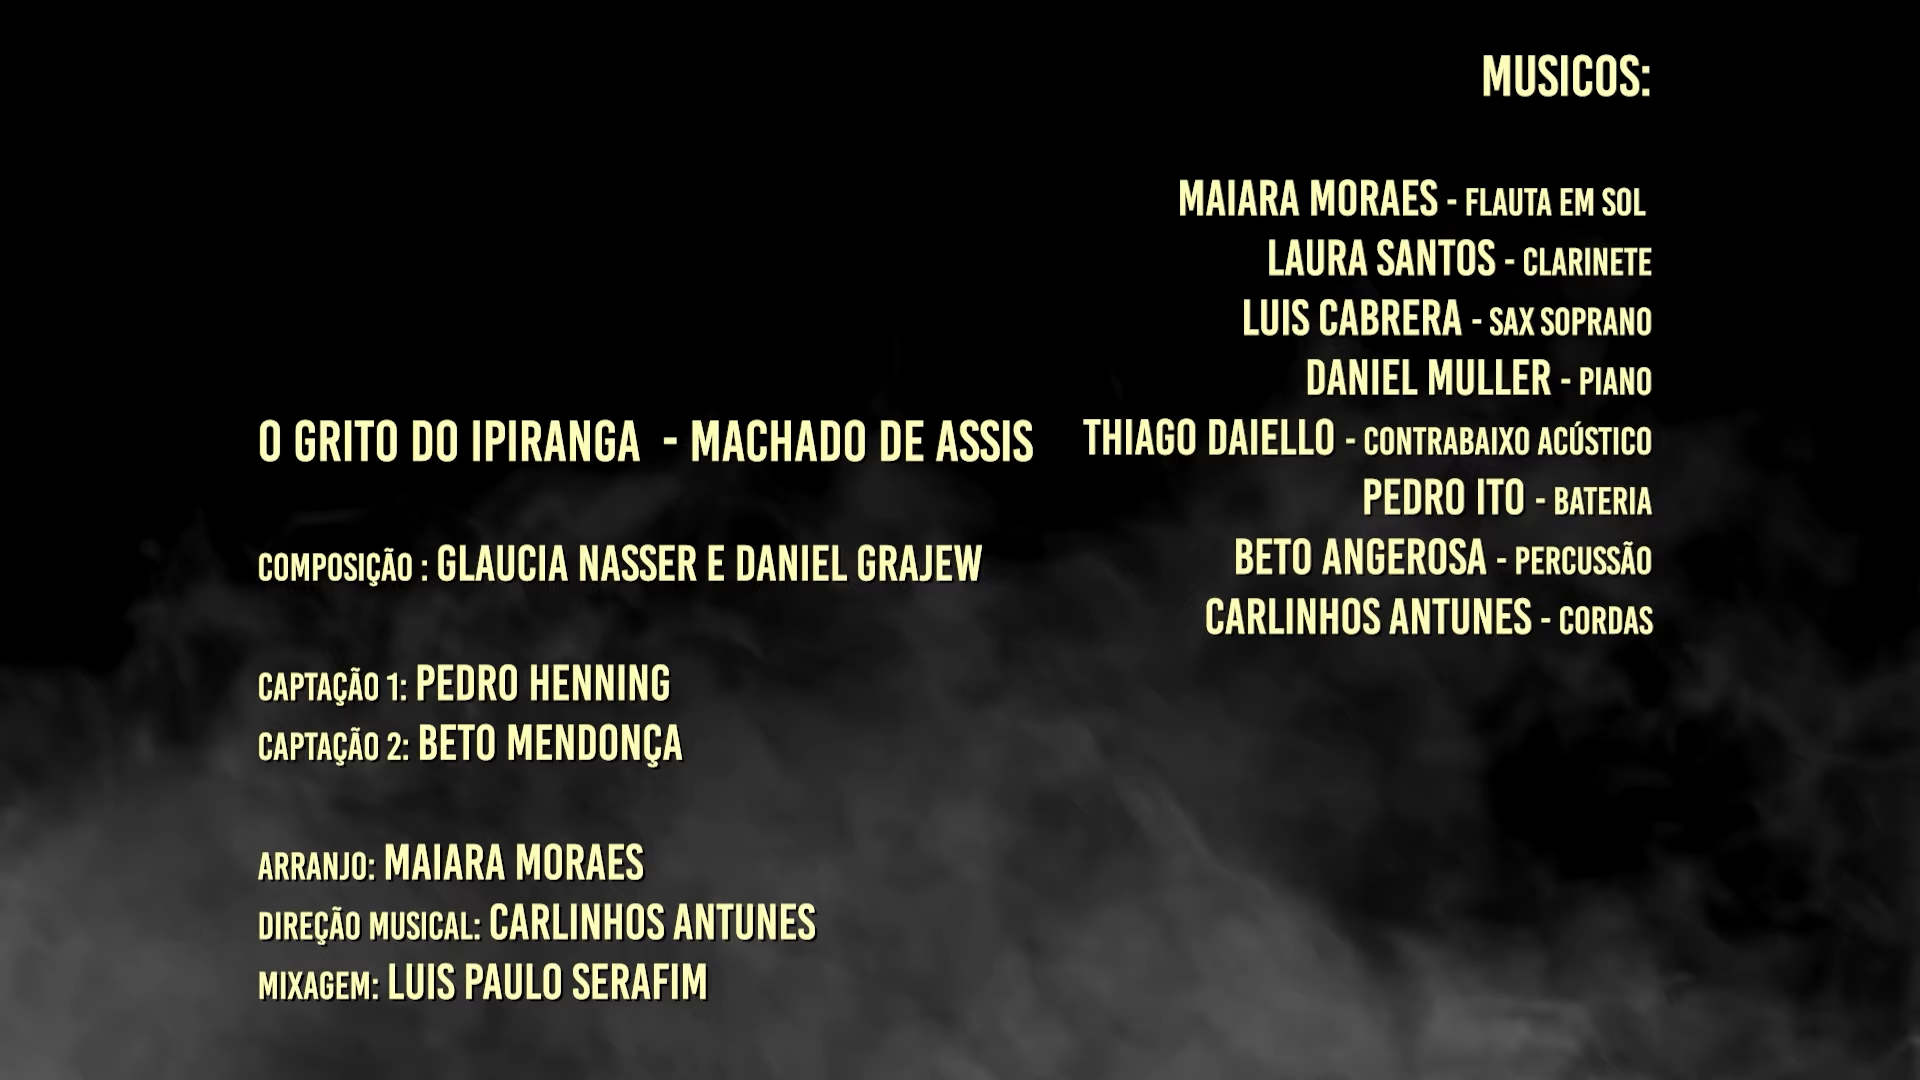 O GRITO DO IPIRANGA - MACHADO DE ASSIS
COMPOSIÇÃO : GLAUCIA NASSER E DANIEL GRAJEW
CAPTAÇÃO 1: PEDRO HENNING
CAPTAÇÃO 2: BETO MENDONÇA
ARRANJO: MAIARA MORAES
DIREÇÃO MUSICAL: CARLINHOS ANTUNES
MIXAGEM: LUIS PAULO SERAFIM
MUSICOS:
MAIARA MORAES - FLAUTA EM SOL
LAURA SANTOS - CLARINETE
LUIS CABRERA - SAX SOPRANO
DANIEL MULLER - PIANO
THIAGO DAIELLO - CONTRABAIXO ACÚSTICO
PEDRO ITO - BATERIA
BETO ANGEROSA - PERCUSSÃO
CARLINHOS ANTUNES - CORDAS